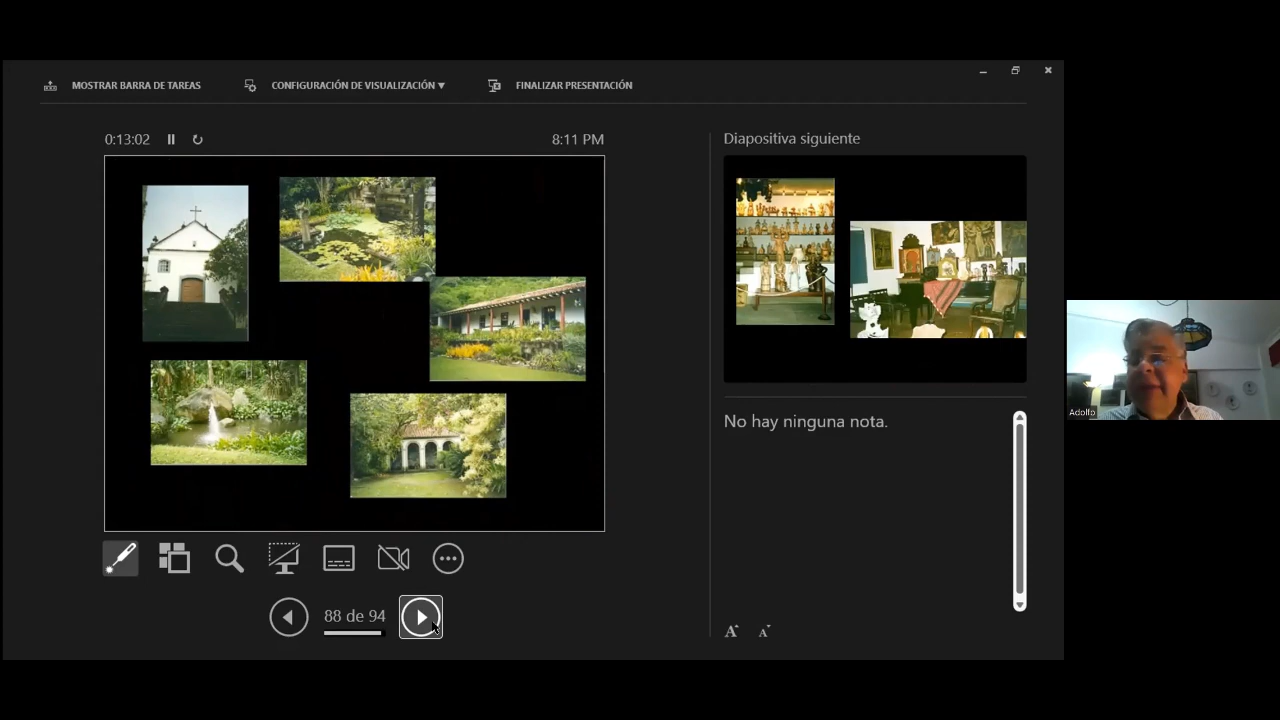 MOSTRAR BARRA DE TAREAS
CONFIGURACIÓN DE VISUALIZACIÓN ▼
FINALIZAR PRESENTACIÓN
0:13:02
8:11 PM
Diapositiva siguiente
No hay ninguna nota.
88 de 94
A A
Adolfo